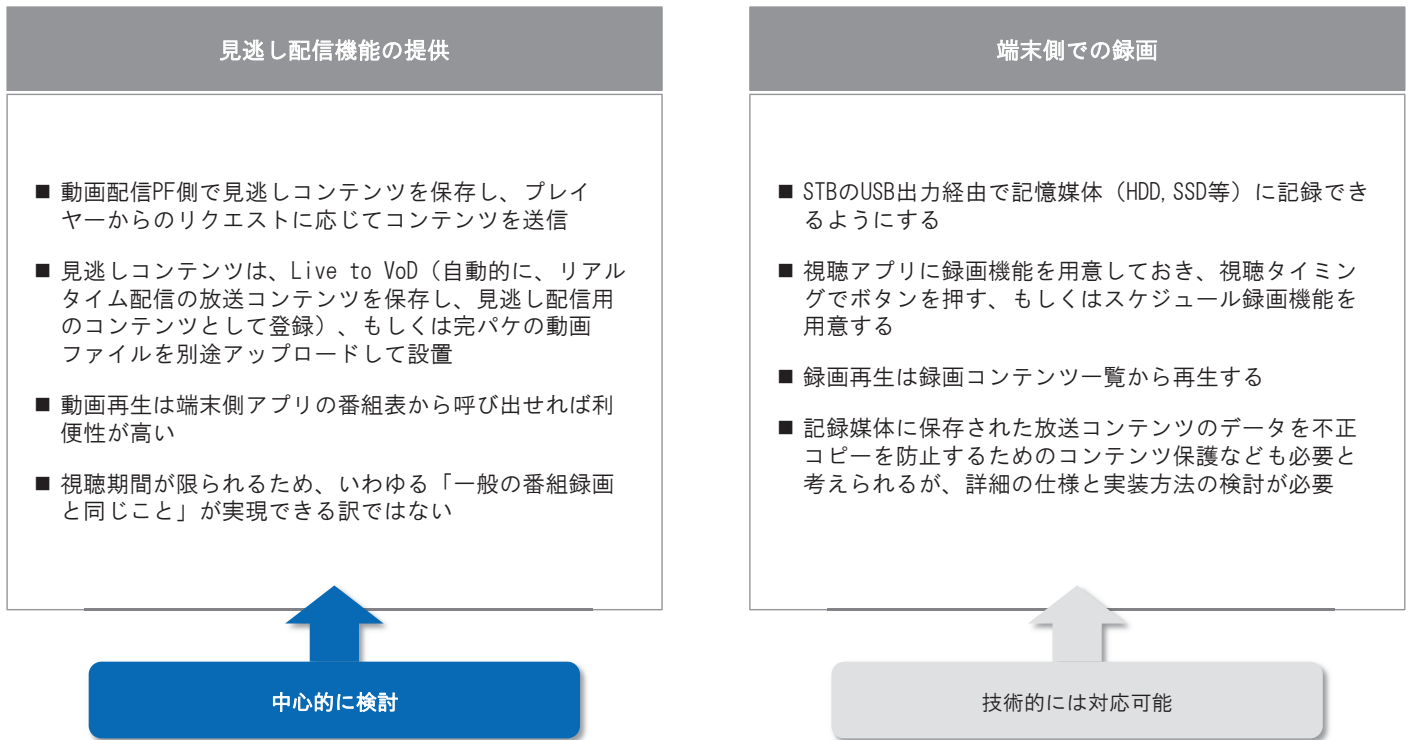 見逃し配信機能の提供
■ 動画配信PF側で見逃しコンテンツを保存し、プレイ
ヤーからのリクエストに応じてコンテンツを送信
■ 見逃しコンテンツは、Live to VoD（自動的に、リアル
タイム配信の放送コンテンツを保存し、見逃し配信用
のコンテンツとして登録）、もしくは完パケの動画
ファイルを別途アップロードして設置
■ 動画再生は端末側アプリの番組表から呼び出せれば利
便性が高い
■ 視聴期間が限られるため、いわゆる「一般の番組録画
と同じこと」が実現できる訳ではない
中心的に検討
端末側での録画
■ STBのUSB出力経由で記憶媒体（HDD,SSD等）に記録でき
るようにする
■ 視聴アプリに録画機能を用意しておき、視聴タイミン
グでボタンを押す、もしくはスケジュール録画機能を
用意する
■ 録画再生は録画コンテンツ一覧から再生する
■ 記録媒体に保存された放送コンテンツのデータを不正
コピーを防止するためのコンテンツ保護なども必要と
考えられるが、詳細の仕様と実装方法の検討が必要
技術的には対応可能